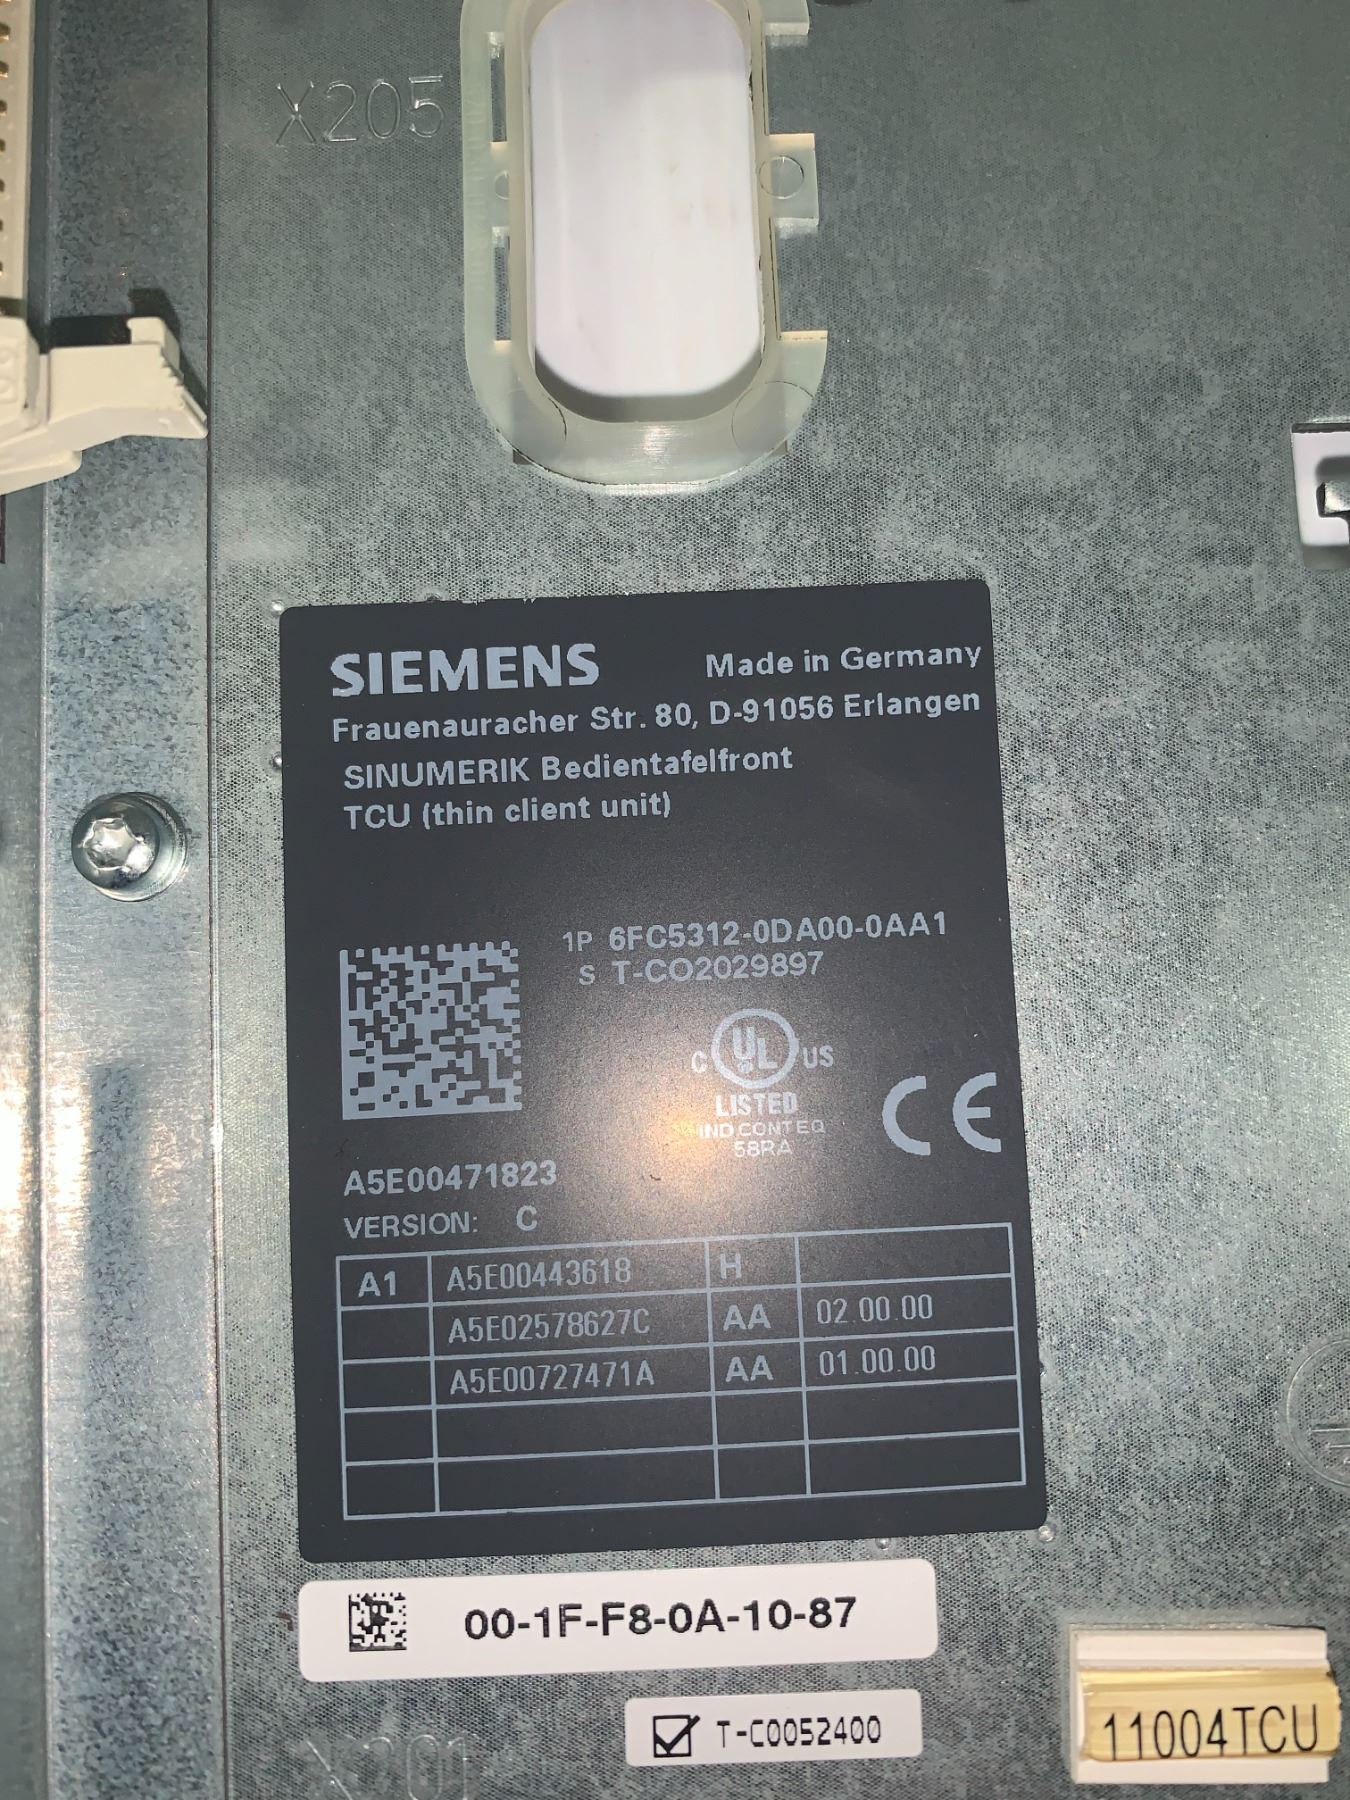 X205
SIEMENS Made in Germany
Frauenauracher Str. 80, D-91056 Erlangen
SINUMERIK Bedientafelfront
TCU (thin client unit)
1P 6FC5312-0DA00-0AA1
S T-CO2029897
C UL US
LISTED
IND CONT EQ
58RA
CE
A5E00471823
VERSION: C
A1 A5E00443618 H
A5E02578627C AA 02.00.00
A5E00727471A AA 01.00.00
00-1F-F8-0A-10-87
T-C0052400
11004TCU
X201